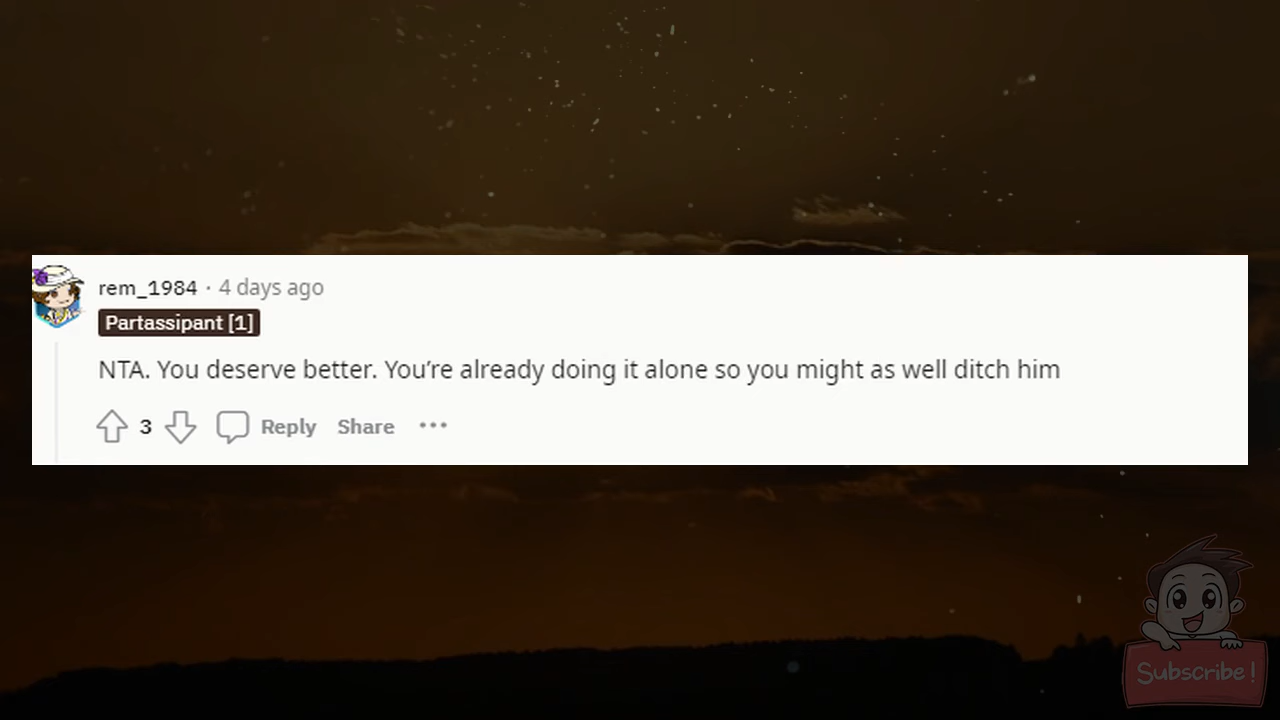 rem_1984 · 4 days ago
Partassipant [1]
NTA. You deserve better. You’re already doing it alone so you might as well ditch him
3 Reply Share ···
Subscribe!